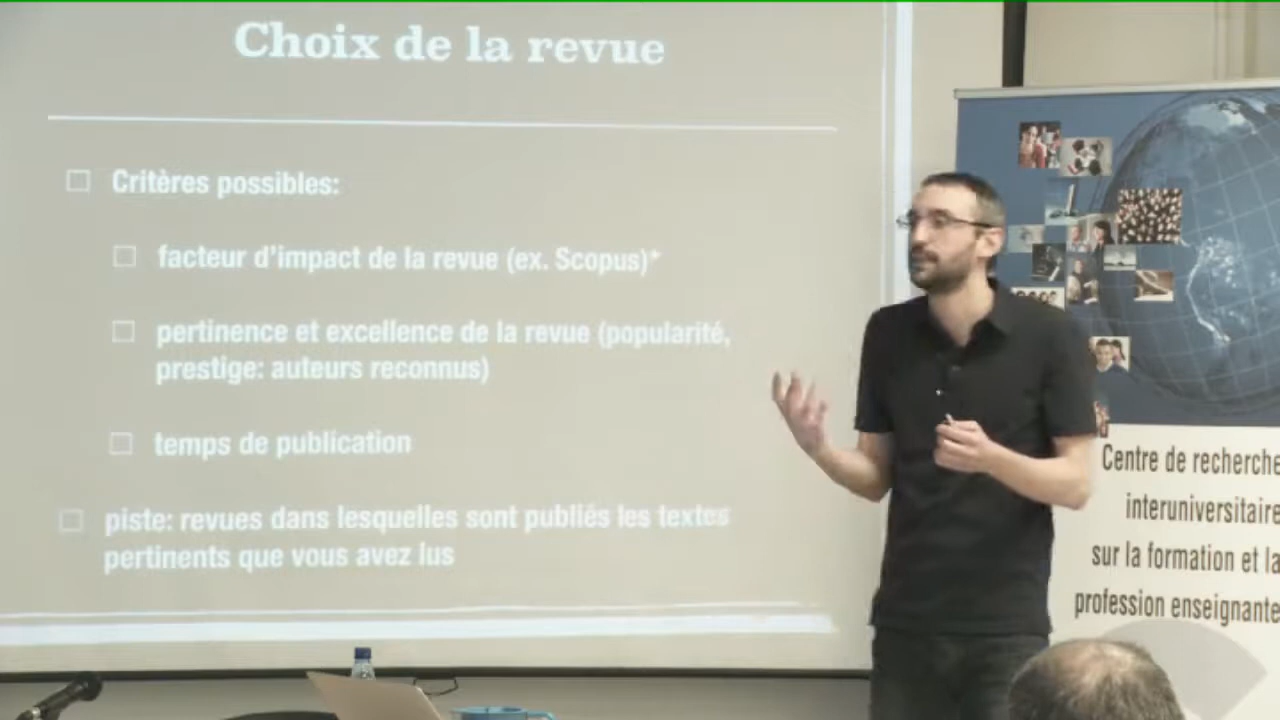 Choix de la revue
Critères possibles:
facteur d'impact de la revue (ex. Scopus)*
pertinence et excellence de la revue (popularité,
prestige: auteurs reconnus)
temps de publication
piste: revues dans lesquelles sont publiés les textes
pertinents que vous avez lus
Centre de recherche
interuniversitaire
sur la formation et la
profession enseignante